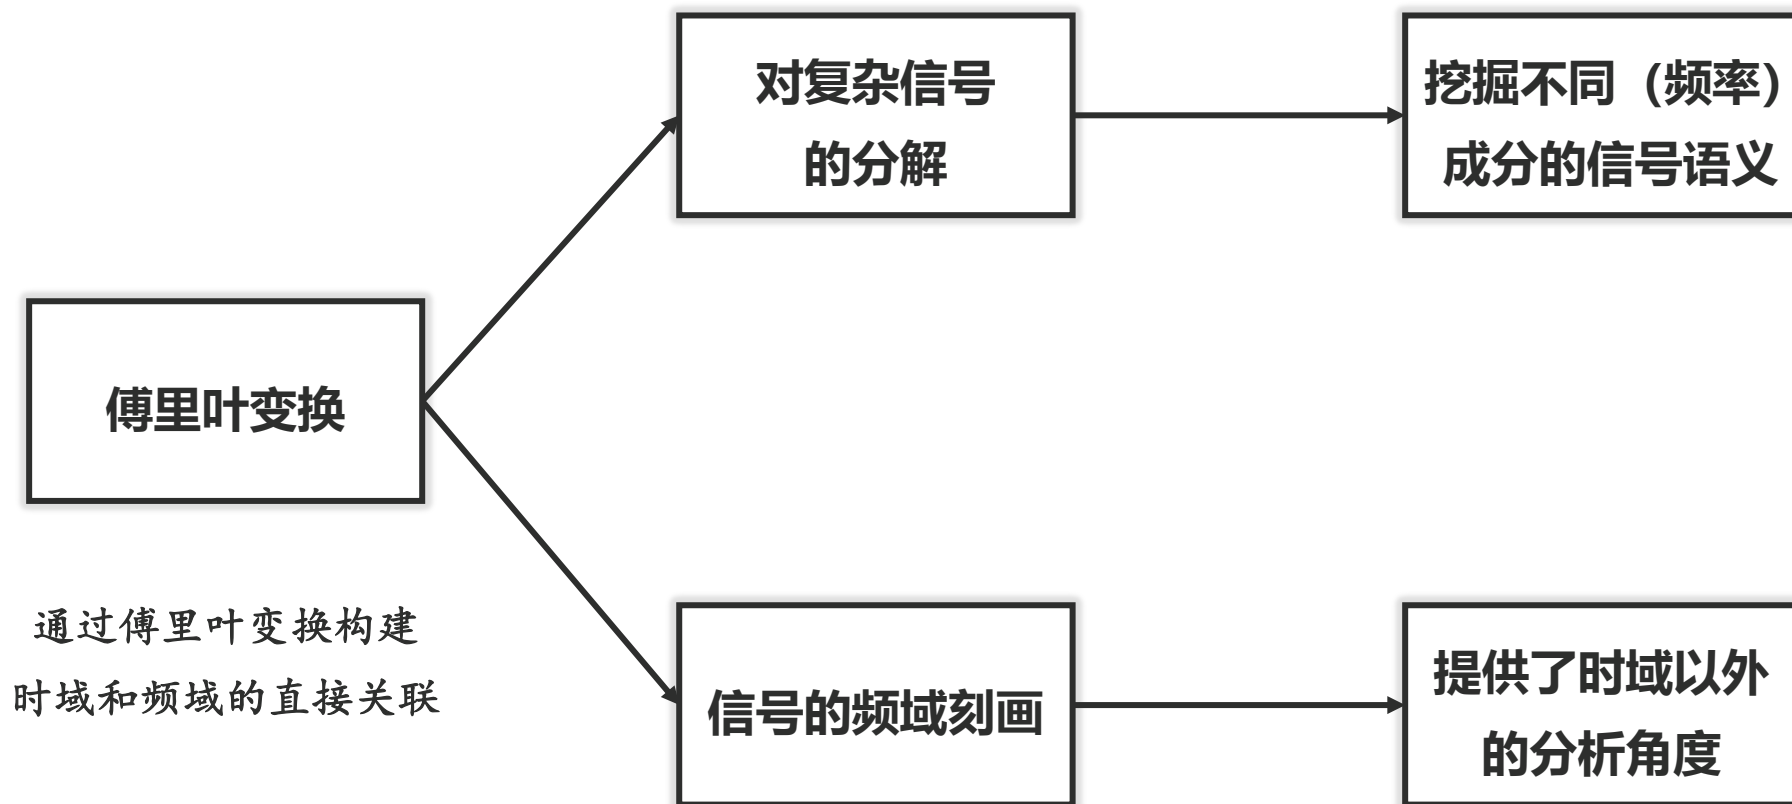 对复杂信号
的分解
挖掘不同（频率）
成分的信号语义
傅里叶变换
通过傅里叶变换构建
时域和频域的直接关联
信号的频域刻画
提供了时域以外
的分析角度